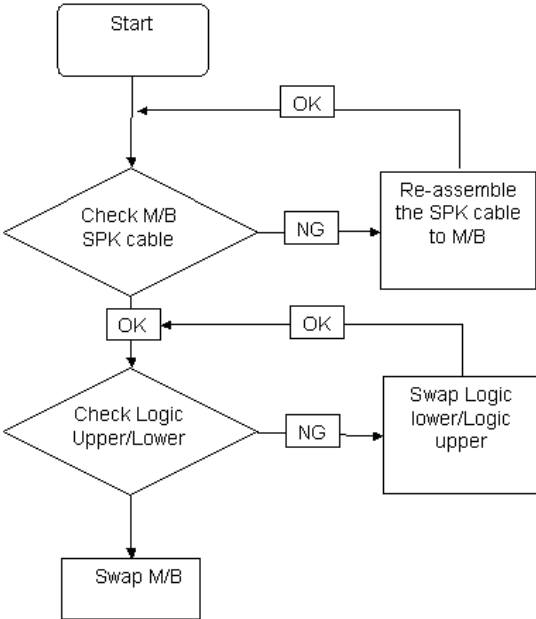 Start
OK
Check M/B
SPK cable
NG
Re-assemble
the SPK cable
to M/B
OK
OK
Check Logic
Upper/Lower
NG
Swap Logic
lower/Logic
upper
Swap M/B